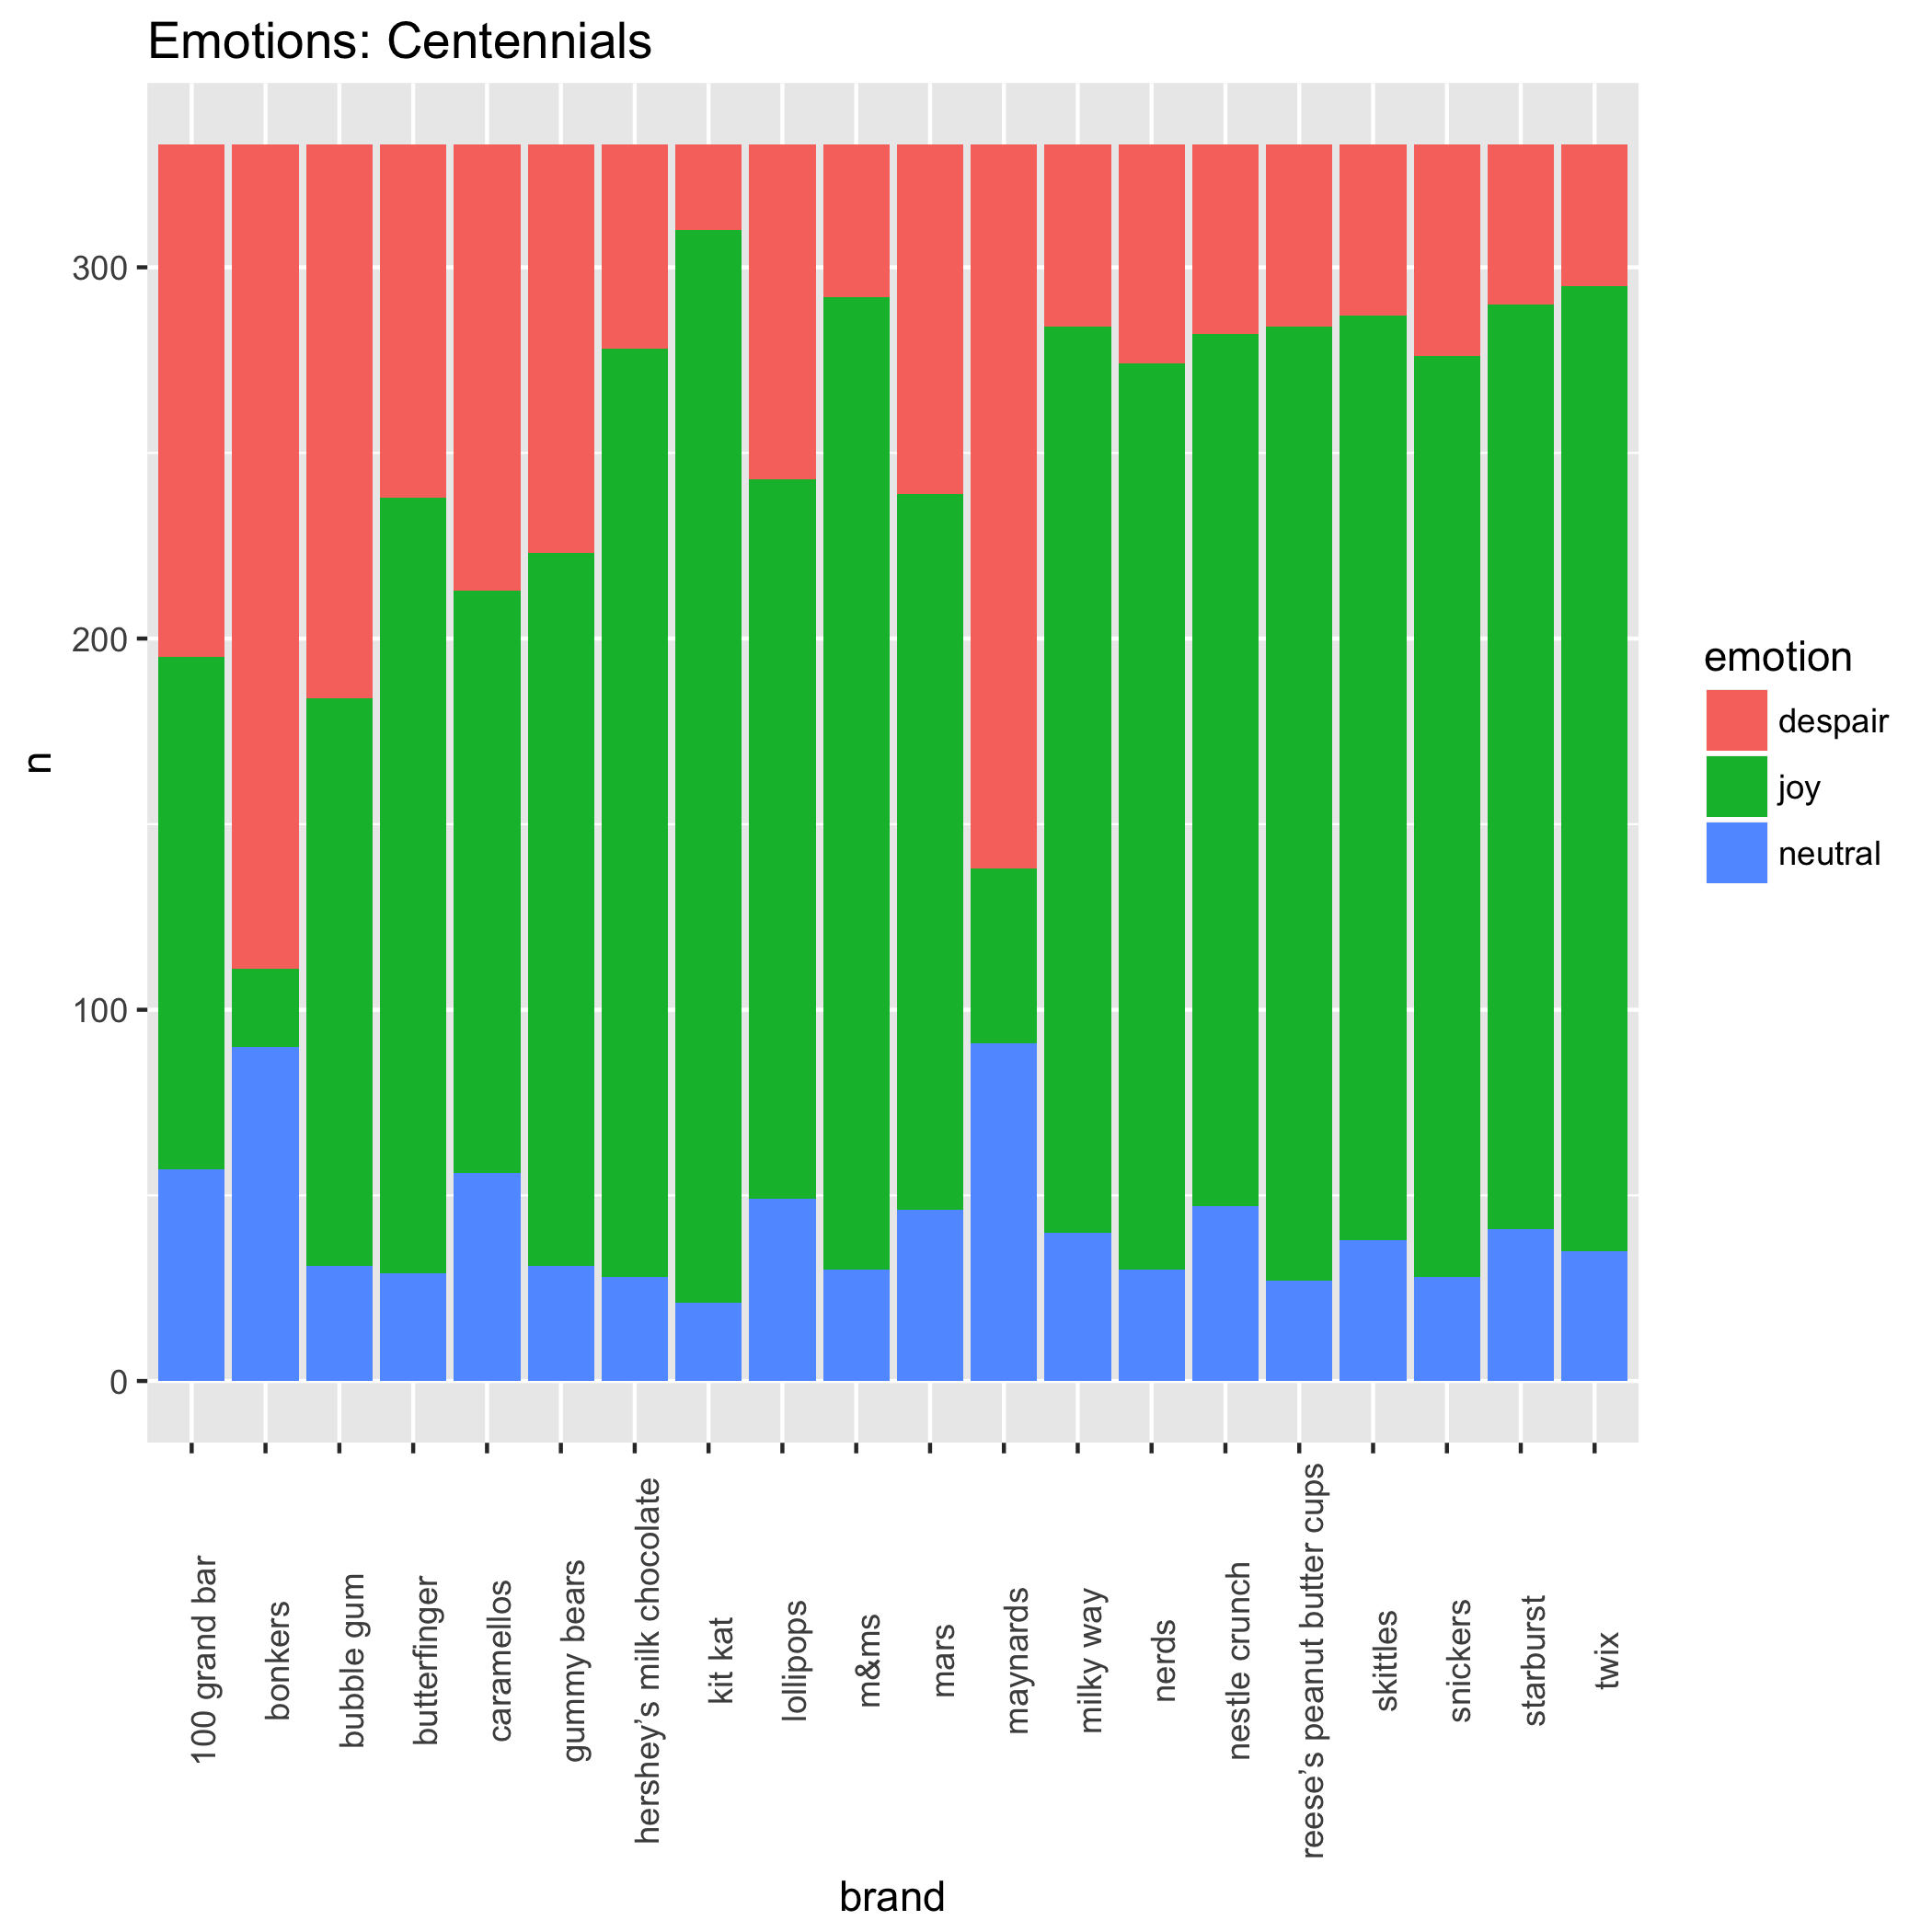 Emotions: Centennials
300
200
100
0
n
100 grand bar
bonkers
bubble gum
butterfinger
caramellos
gummy bears
hershey’s milk chocolate
kit kat
lollipops
m&ms
mars
maynards
milky way
nerds
nestle crunch
reese’s peanut butter cups
skittles
snickers
starburst
twix
brand
emotion
despair
joy
neutral